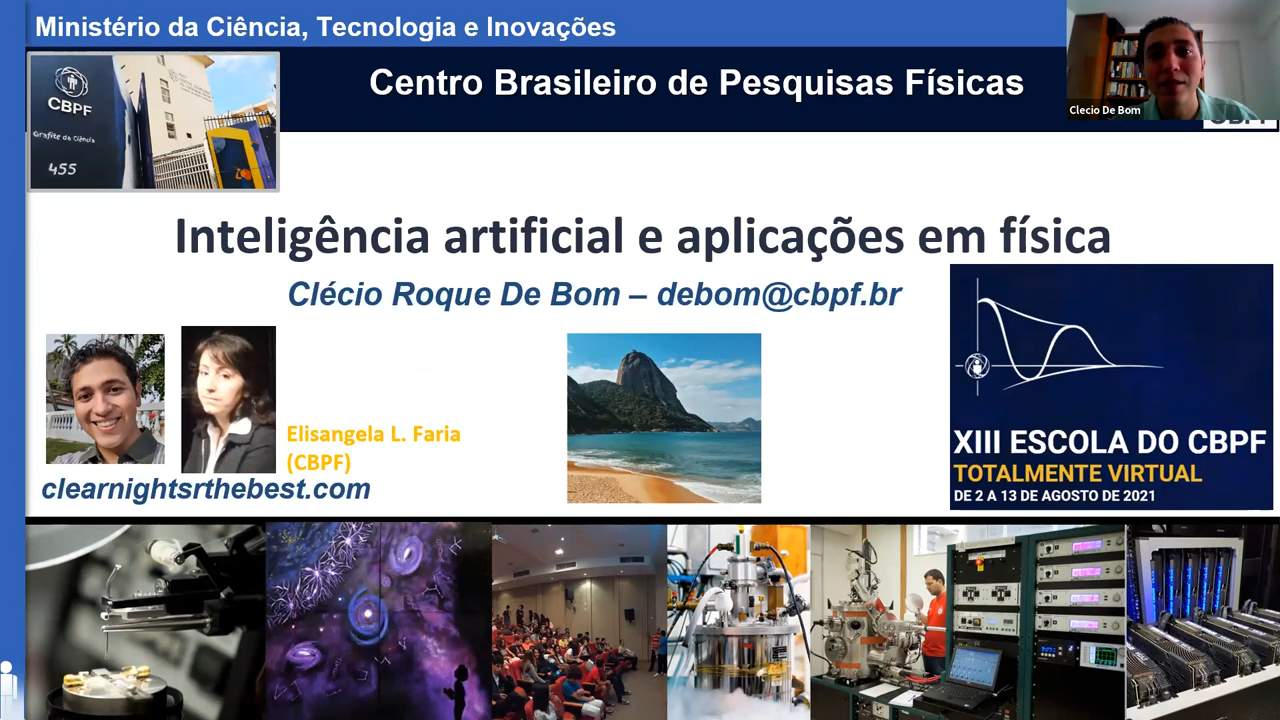 Ministério da Ciência, Tecnologia e Inovações
Centro Brasileiro de Pesquisas Físicas
Clecio De Bom
CBPF
Grafite da Ciência
455
Inteligência artificial e aplicações em física
Clécio Roque De Bom – debom@cbpf.br
Elisangela L. Faria
(CBPF)
clearnightsrthebest.com
XIII ESCOLA DO CBPF
TOTALMENTE VIRTUAL
DE 2 A 13 DE AGOSTO DE 2021